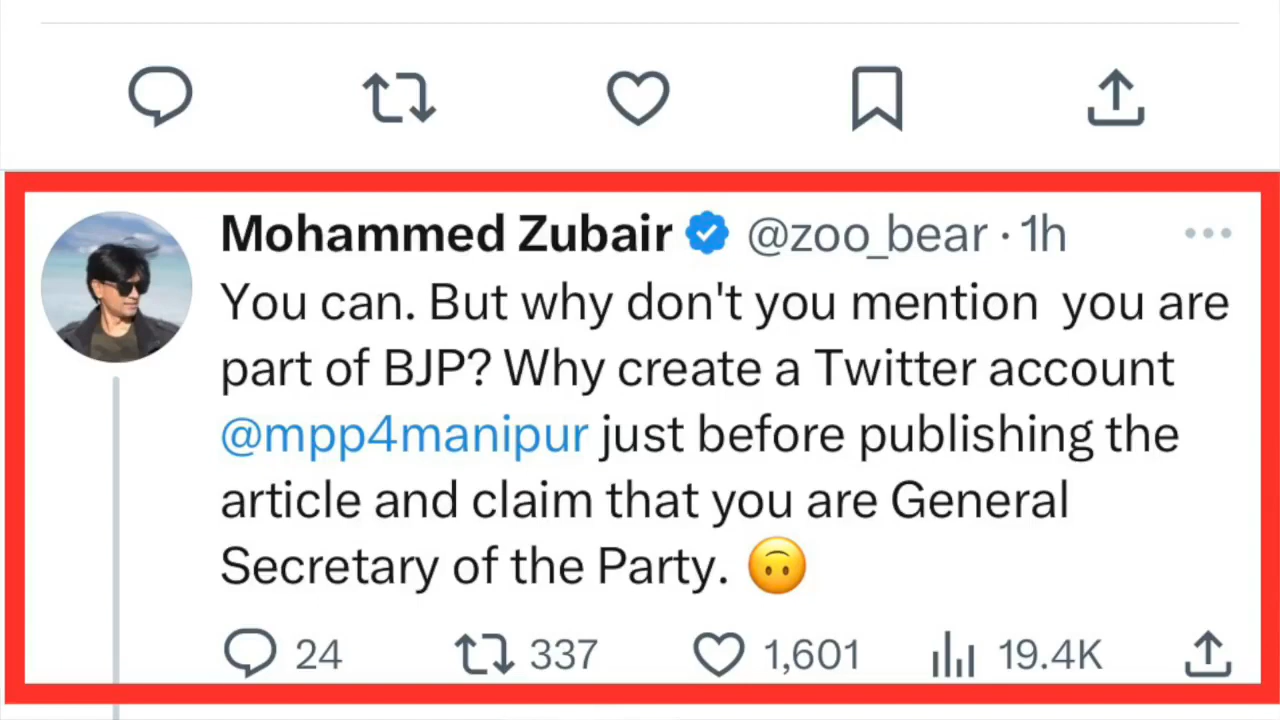 Mohammed Zubair @zoo_bear · 1h
You can. But why don't you mention  you are
part of BJP? Why create a Twitter account
@mpp4manipur just before publishing the
article and claim that you are General
Secretary of the Party. 🙃
24 337 1,601 19.4K